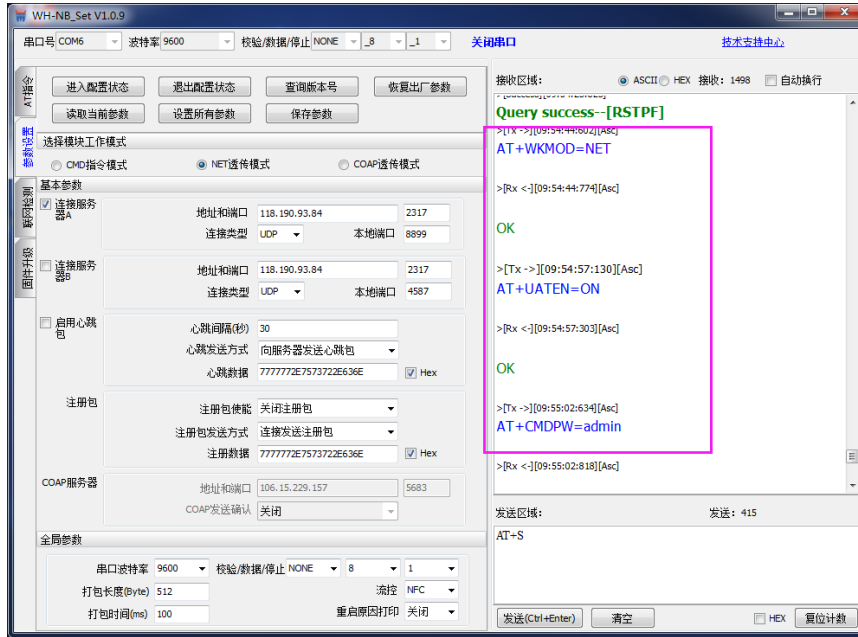 WH-NB_Set V1.0.9
串口号 COM6 波特率 9600 校验/数据/停止 NONE _8 _1 关闭串口 技术支持中心
AT指令
参数设置
联网检测
固件升级
进入配置状态 退出配置状态 查询版本号 恢复出厂参数
读取当前参数 设置所有参数 保存参数
选择模块工作模式
CMD指令模式 NET透传模式 COAP透传模式
基本参数
连接服务器A
地址和端口 118.190.93.84 2317
连接类型 UDP 本地端口 8899
连接服务器B
地址和端口 118.190.93.84 2317
连接类型 UDP 本地端口 4587
启用心跳包
心跳间隔(秒) 30
心跳发送方式 向服务器发送心跳包
心跳数据 7777772E7573722E636E Hex
注册包
注册包使能 关闭注册包
注册包发送方式 连接发送注册包
注册数据 7777772E7573722E636E Hex
COAP服务器
地址和端口 106.15.229.157 5683
COAP发送确认 关闭
全局参数
串口波特率 9600 校验/数据/停止 NONE 8 1
打包长度(Byte) 512 流控 NFC
打包时间(ms) 100 重启原因打印 关闭
接收区域: ASCII HEX 接收: 1498 自动换行
Query success--[RSTPF]
>[Tx ->][09:54:44:602][Asc]
AT+WKMOD=NET
>[Rx <-][09:54:44:774][Asc]
OK
>[Tx ->][09:54:57:130][Asc]
AT+UATEN=ON
>[Rx <-][09:54:57:303][Asc]
OK
>[Tx ->][09:55:02:634][Asc]
AT+CMDPW=admin
>[Rx <-][09:55:02:818][Asc]
发送区域: 发送: 415
AT+S
发送(Ctrl+Enter) 清空 HEX 复位计数